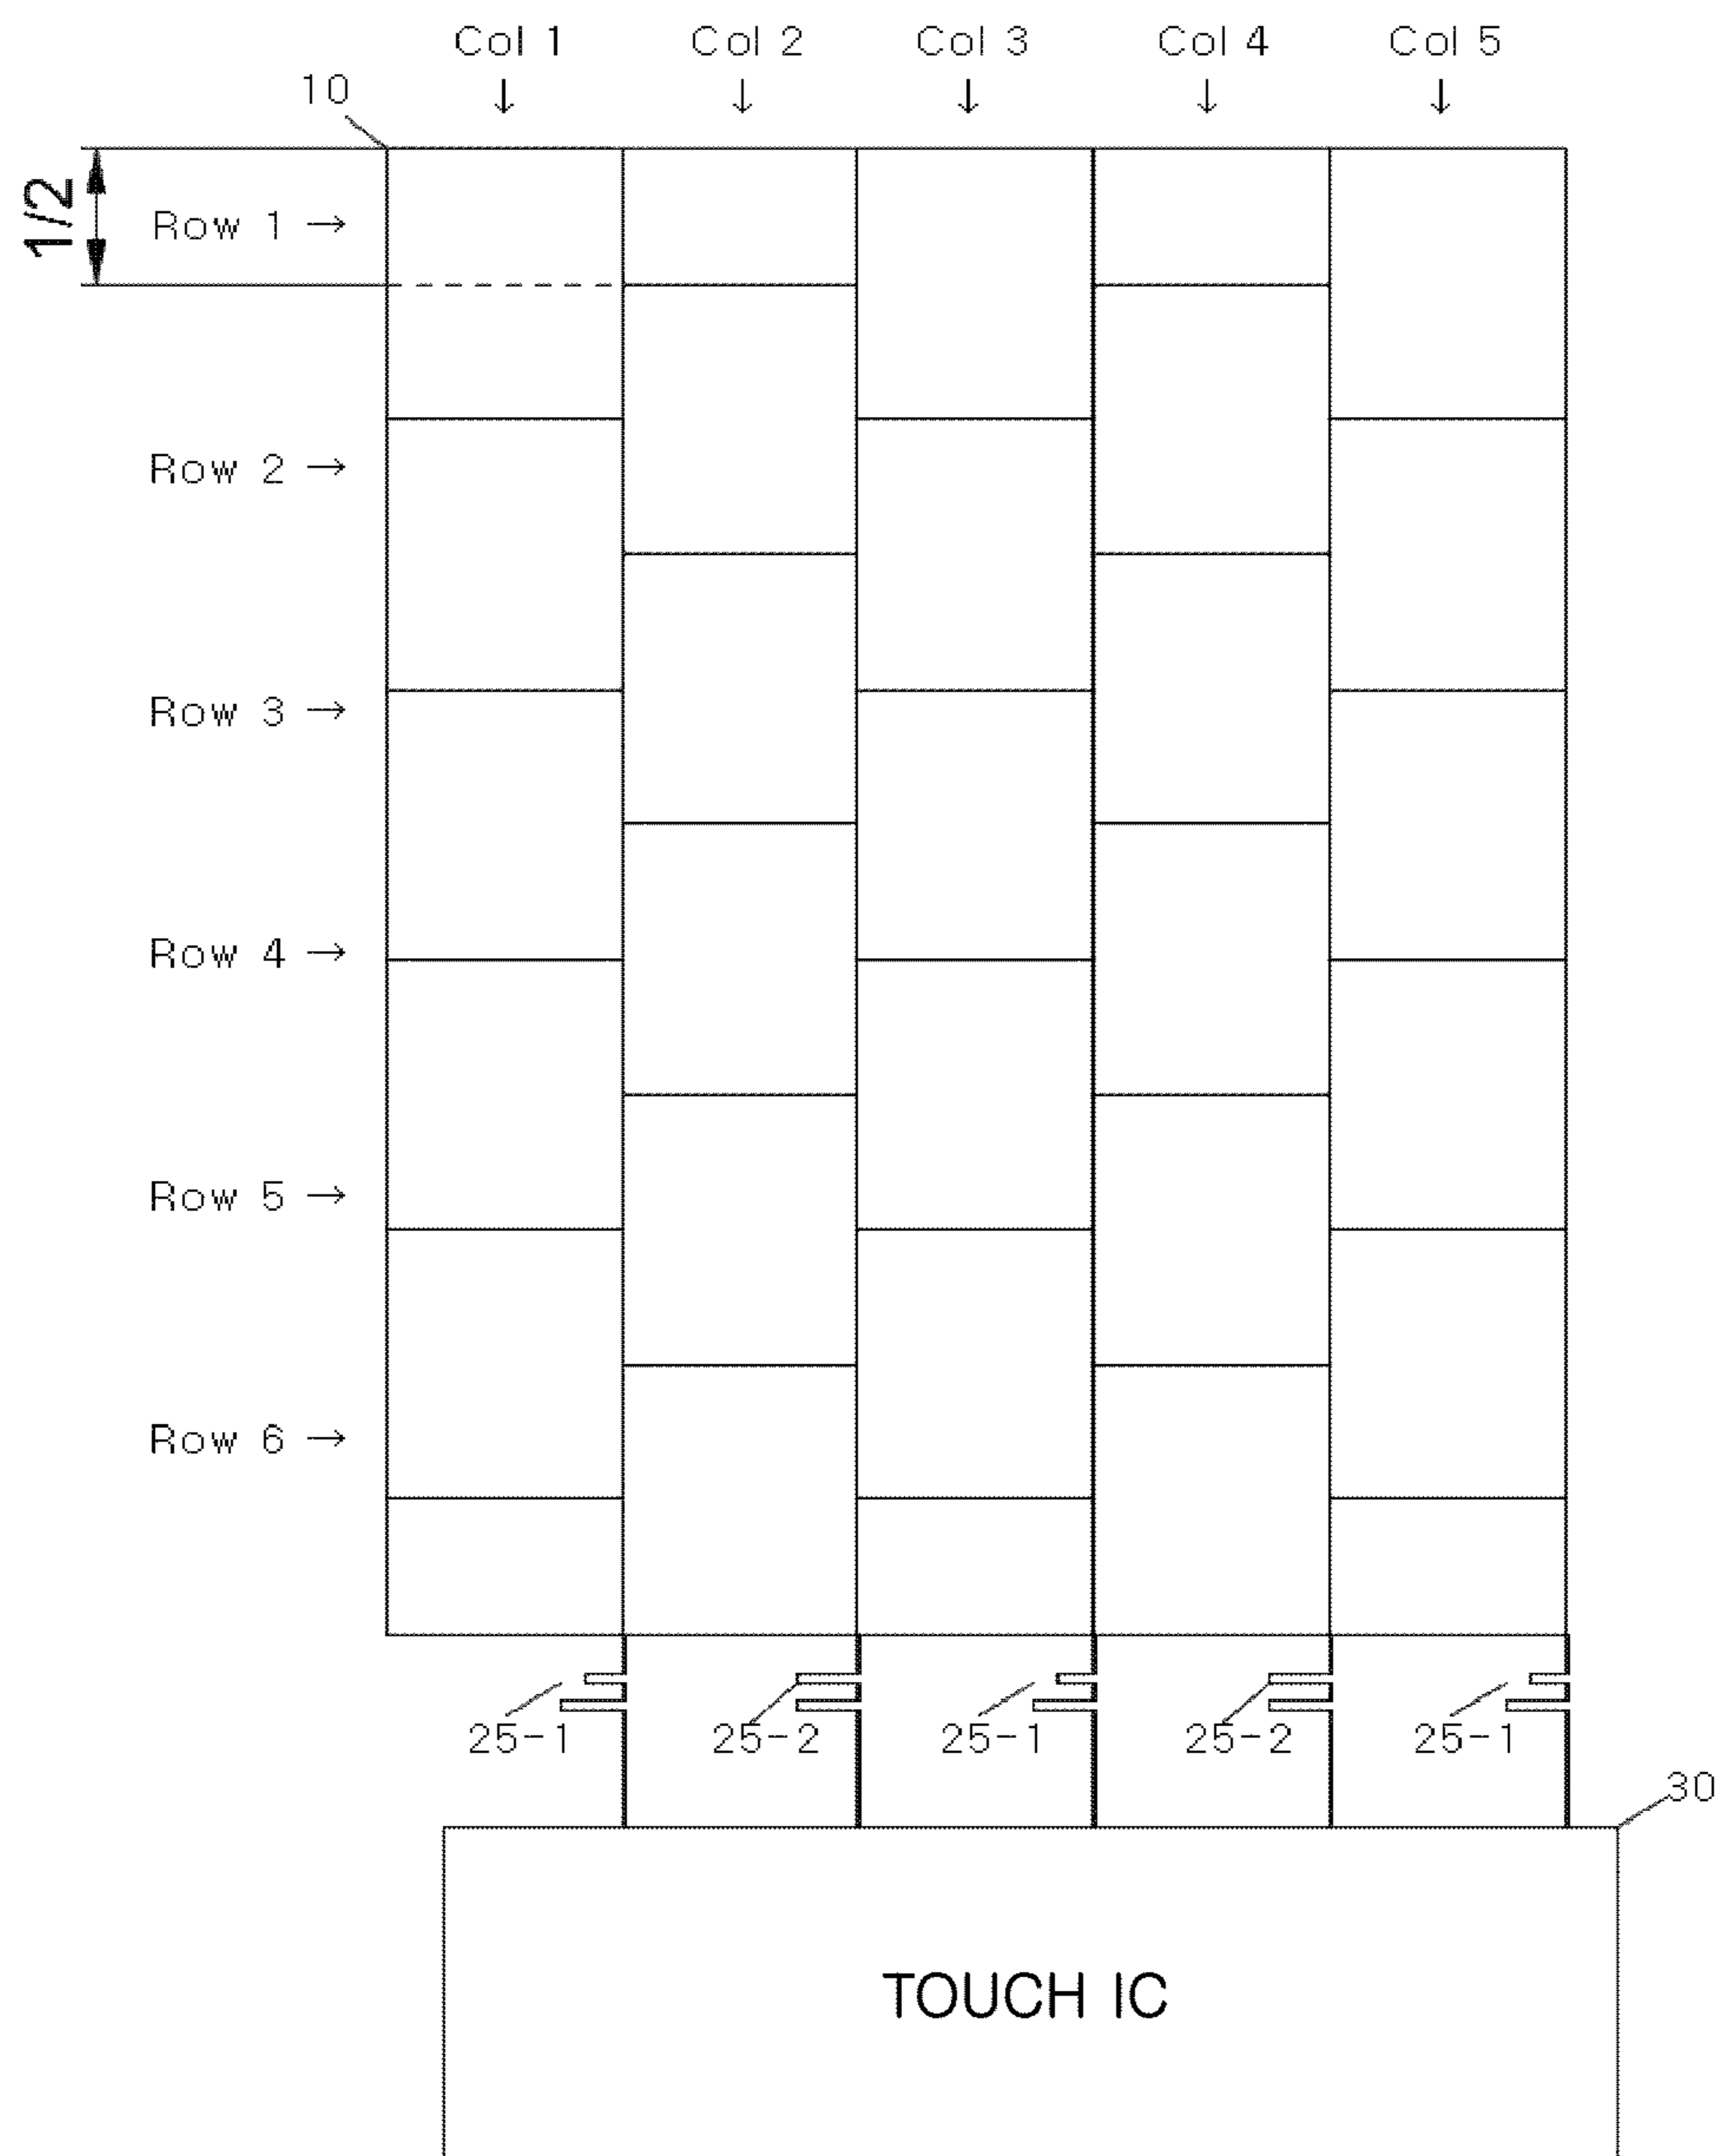 Col 1 Col 2 Col 3 Col 4 Col 5
↓ ↓ ↓ ↓ ↓
10
1/2
Row 1 →
Row 2 →
Row 3 →
Row 4 →
Row 5 →
Row 6 →
25-1 25-2 25-1 25-2 25-1
30
TOUCH IC